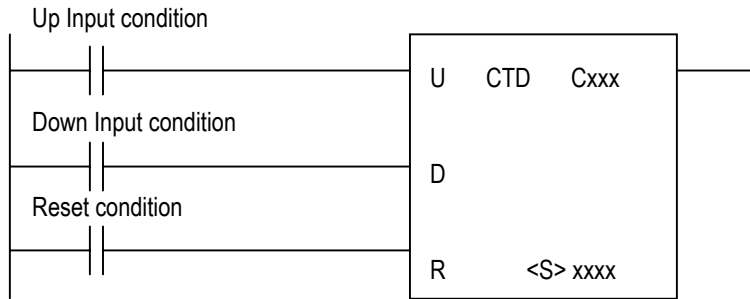 Up Input condition
U CTD Cxxx
Down Input condition
D
Reset condition
R <S> xxxx